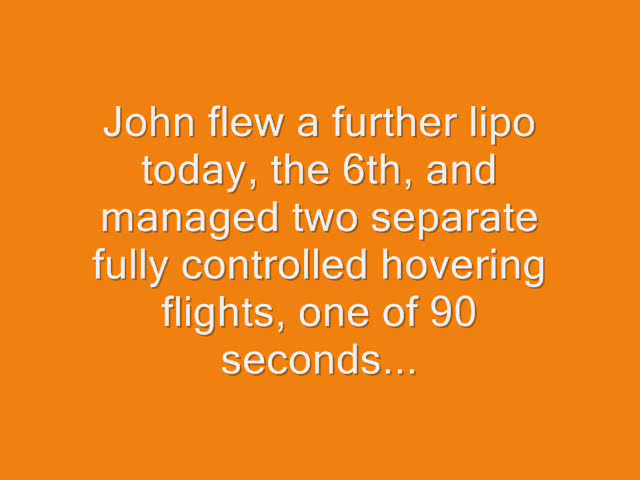 John flew a further lipo
today, the 6th, and
managed two separate
fully controlled hovering
flights, one of 90
seconds...